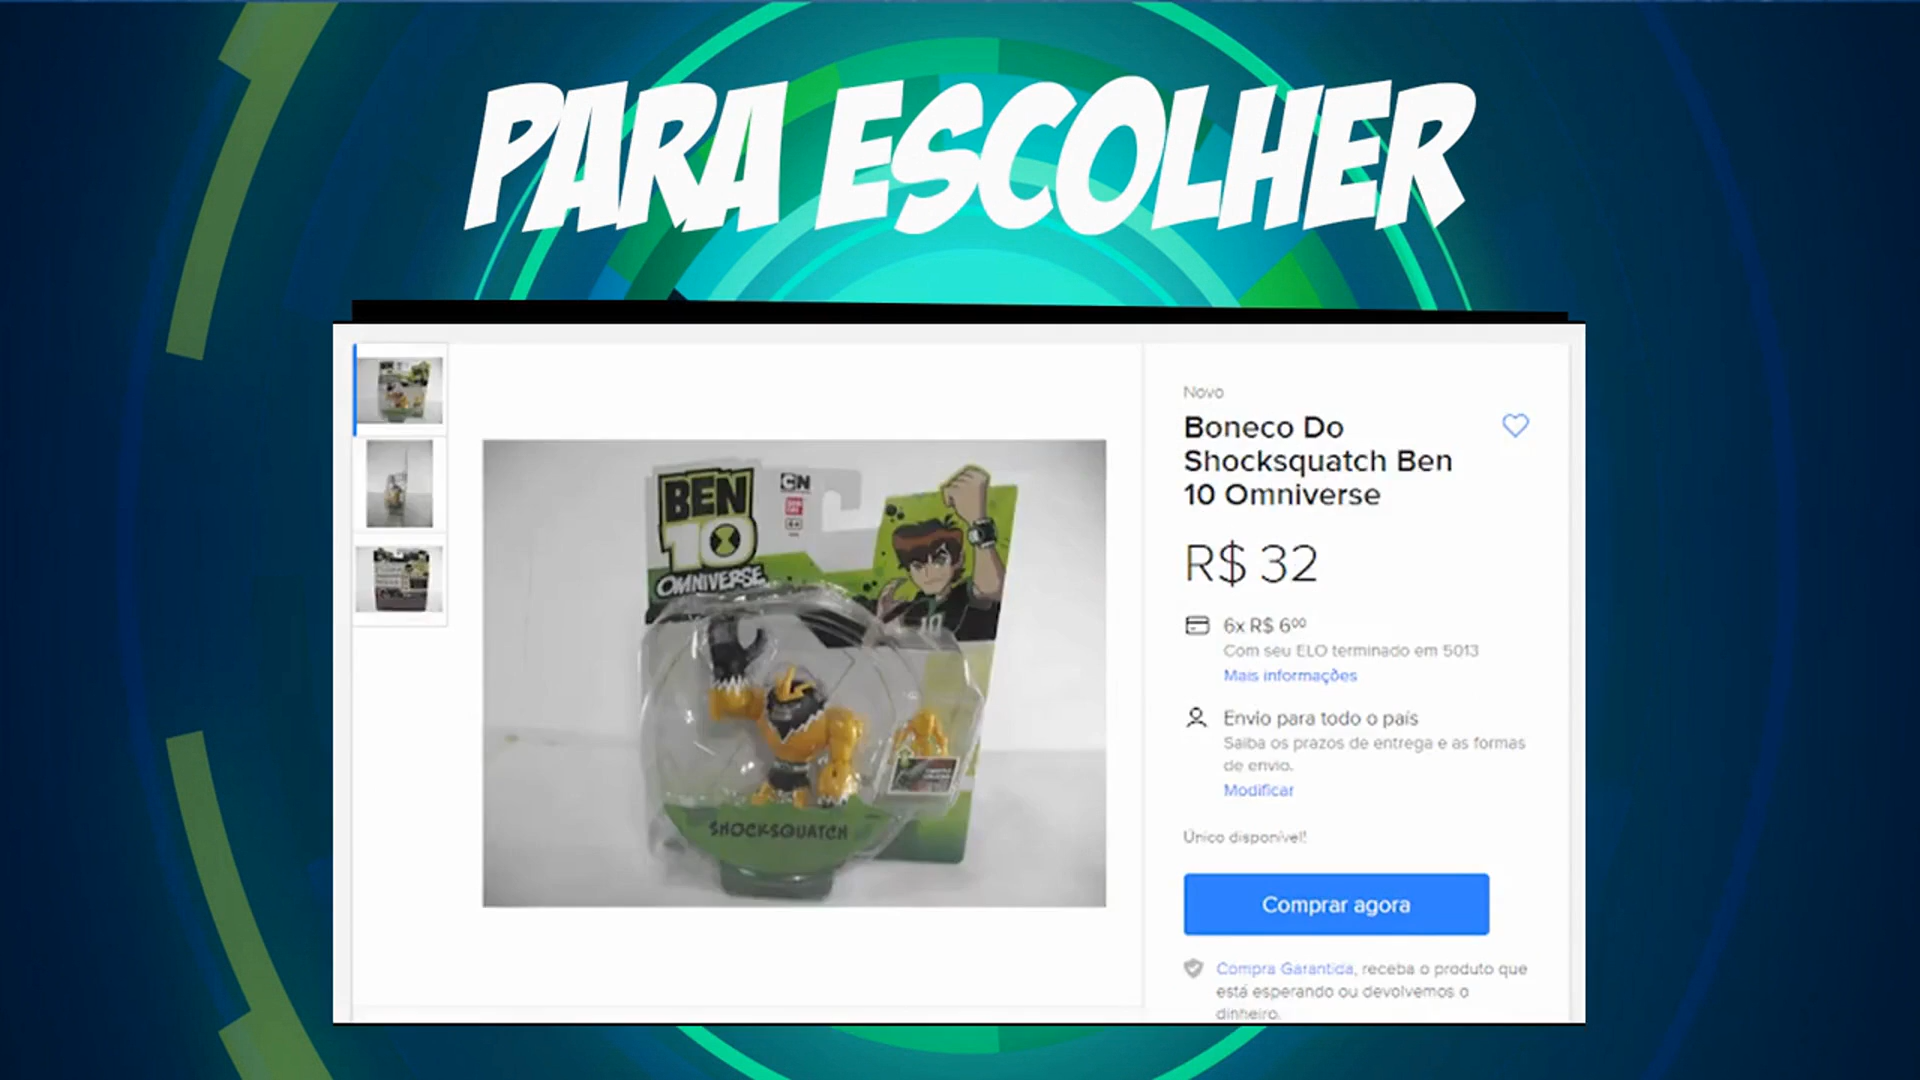 PARA ESCOLHER
Novo
Boneco Do
Shocksquatch Ben
10 Omniverse
R$ 32
6x R$ 6⁰⁰
Com seu ELO terminado em 5013
Mais informações
Envio para todo o país
Saiba os prazos de entrega e as formas
de envio.
Modificar
Único disponível!
Comprar agora
Compra Garantida, receba o produto que
está esperando ou devolvemos o
dinheiro.
BEN
10
OMNIVERSE
CN
10
SHOCKSQUATCH